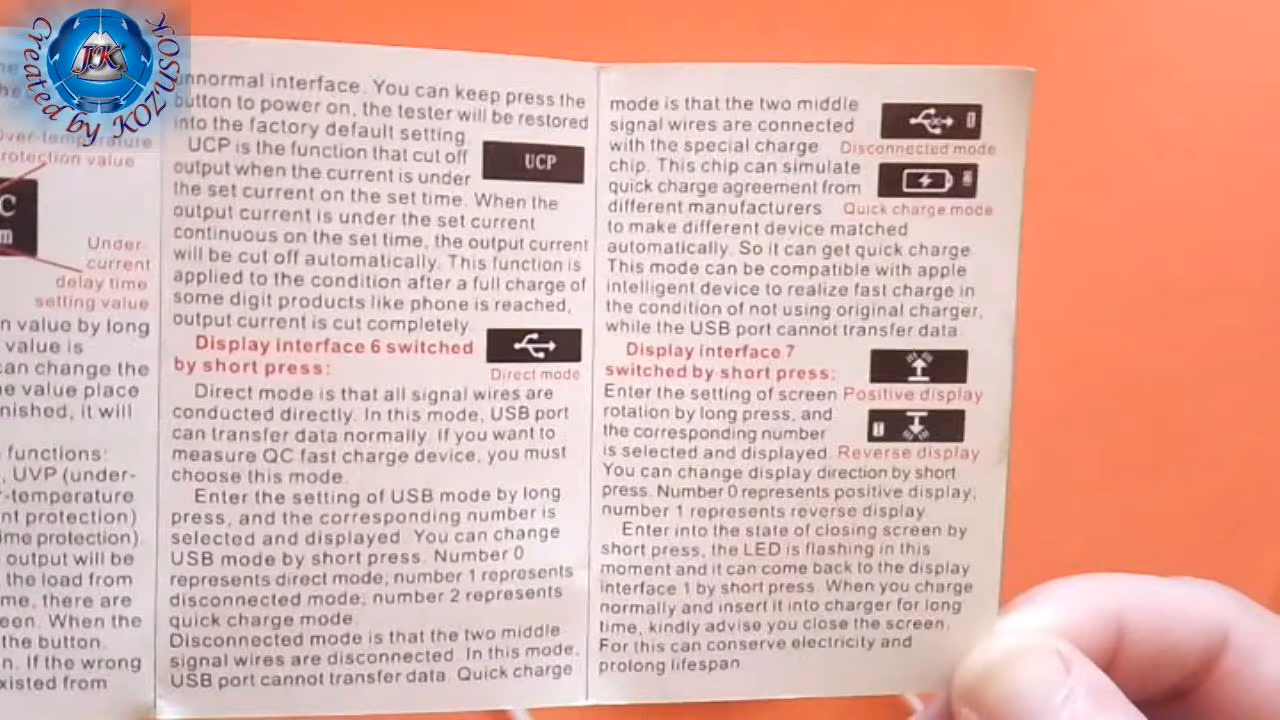 Created by KOZUSOK
JK
the
Over-temperature
protection value
C
m
Under-
current
delay time
setting value
n value by long
value is
can change the
e value place
nished, it will
functions:
, UVP (under-
r-temperature
nt protection)
ime protection).
output will be
the load from
me, there are
een. When the
the button.
n. If the wrong
xisted from
unnormal interface. You can keep press the
button to power on, the tester will be restored
into the factory default setting.
UCP is the function that cut off
output when the current is under
the set current on the set time. When the
output current is under the set current
continuous on the set time, the output current
will be cut off automatically. This function is
applied to the condition after a full charge of
some digit products like phone is reached,
output current is cut completely.
UCP
Display interface 6 switched
by short press:
Direct mode
Direct mode is that all signal wires are
conducted directly. In this mode, USB port
can transfer data normally. If you want to
measure QC fast charge device, you must
choose this mode.
Enter the setting of USB mode by long
press, and the corresponding number is
selected and displayed. You can change
USB mode by short press. Number 0
represents direct mode; number 1 represents
disconnected mode; number 2 represents
quick charge mode.
Disconnected mode is that the two middle
signal wires are disconnected. In this mode,
USB port cannot transfer data. Quick charge
mode is that the two middle
signal wires are connected
with the special charge
chip. This chip can simulate
quick charge agreement from
different manufacturers
to make different device matched
automatically. So it can get quick charge.
This mode can be compatible with apple
intelligent device to realize fast charge in
the condition of not using original charger,
while the USB port cannot transfer data.
Disconnected mode
Quick charge mode
Display interface 7
switched by short press:
Enter the setting of screen
rotation by long press, and
the corresponding number
is selected and displayed.
Positive display
Reverse display
You can change display direction by short
press. Number 0 represents positive display;
number 1 represents reverse display.
Enter into the state of closing screen by
short press, the LED is flashing in this
moment and it can come back to the display
interface 1 by short press. When you charge
normally and insert it into charger for long
time, kindly advise you close the screen.
For this can conserve electricity and
prolong lifespan.